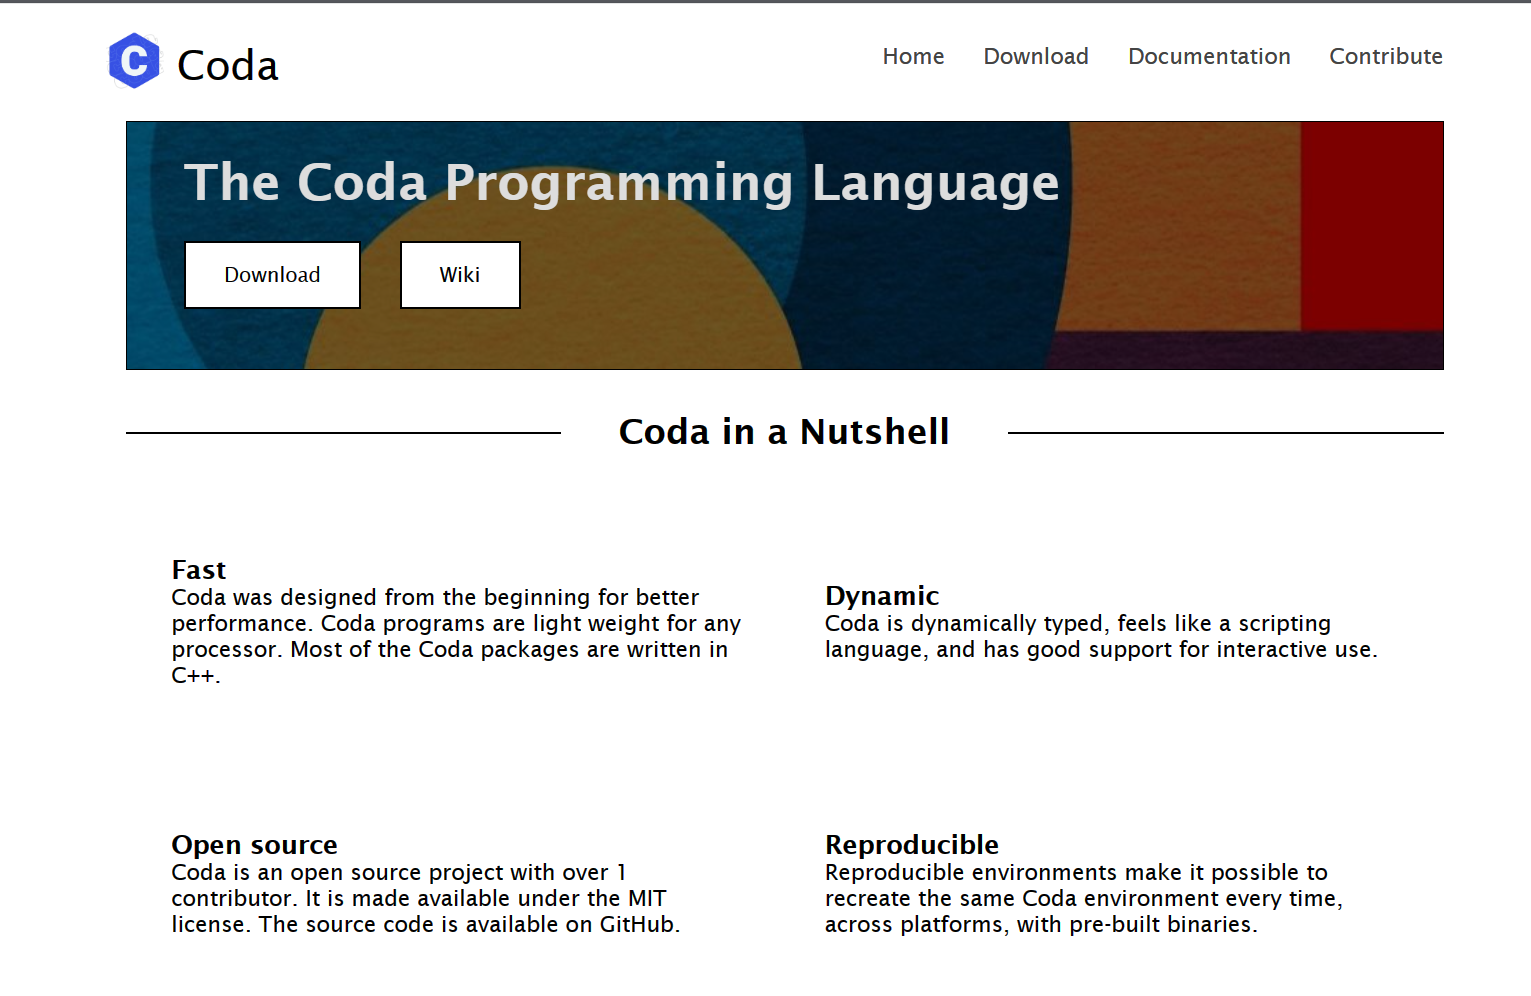 C Coda
Home Download Documentation Contribute
The Coda Programming Language
Download Wiki
Coda in a Nutshell
Fast
Coda was designed from the beginning for better
performance. Coda programs are light weight for any
processor. Most of the Coda packages are written in
C++.
Dynamic
Coda is dynamically typed, feels like a scripting
language, and has good support for interactive use.
Open source
Coda is an open source project with over 1
contributor. It is made available under the MIT
license. The source code is available on GitHub.
Reproducible
Reproducible environments make it possible to
recreate the same Coda environment every time,
across platforms, with pre-built binaries.